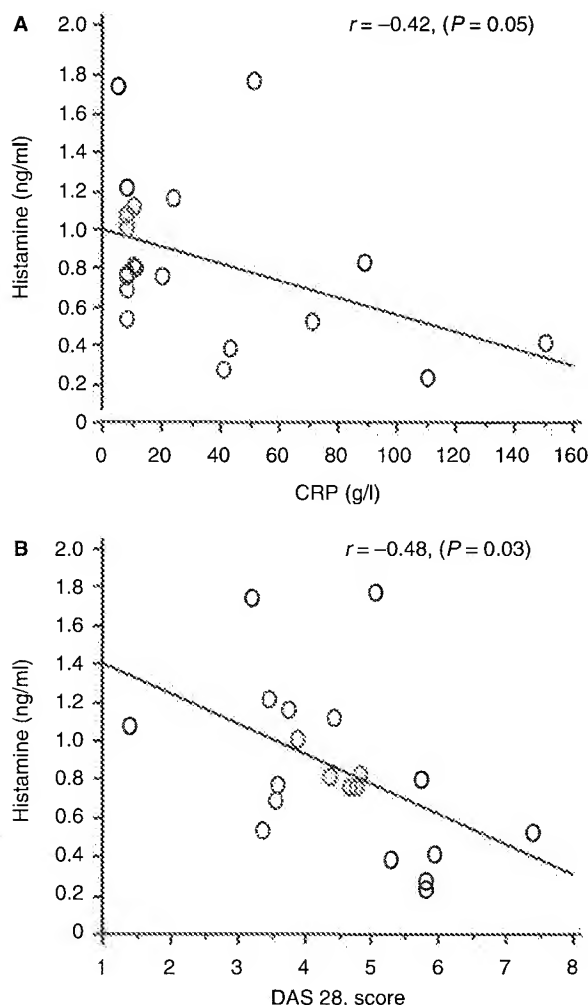 A
r = −0.42, (P = 0.05)
2.0
1.8
1.6
1.4
1.2
1.0
0.8
0.6
0.4
0.2
0
Histamine (ng/ml)
0 20 40 60 80 100 120 140 160
CRP (g/l)
B
r = −0.48, (P = 0.03)
2.0
1.8
1.6
1.4
1.2
1.0
0.8
0.6
0.4
0.2
0
Histamine (ng/ml)
1 2 3 4 5 6 7 8
DAS 28. score